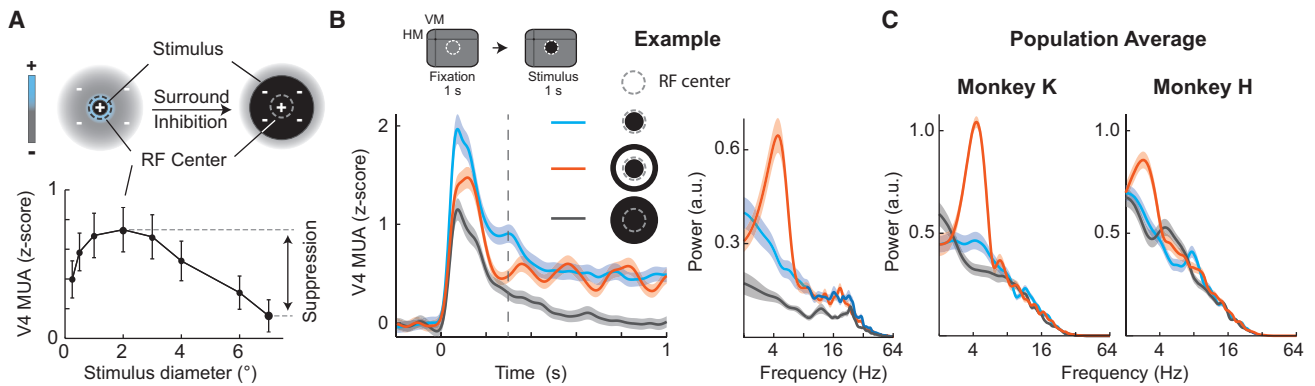 A
Stimulus
+
-
Surround
Inhibition
RF Center
V4 MUA (z-score)
1
0
0 2 4 6
Stimulus diameter (°)
Suppression
B
VM
HM
Fixation
1 s
Stimulus
1 s
Example
RF center
V4 MUA (z-score)
2
1
0
0 1
Time (s)
Power (a.u.)
0.6
0.3
4 16 64
Frequency (Hz)
C
Population Average
Monkey K
Monkey H
Power (a.u.)
1.0
0.5
4 16 64
Frequency (Hz)
1.0
0.5
4 16 64
Frequency (Hz)